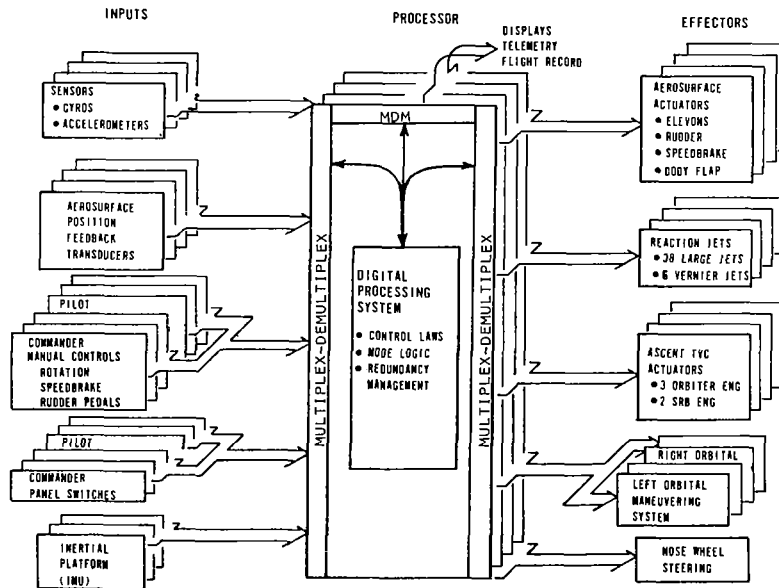 INPUTS
PROCESSOR
EFFECTORS
DISPLAYS
TELEMETRY
FLIGHT RECORD
SENSORS
• GYROS
• ACCELEROMETERS
AEROSURFACE
POSITION
FEEDBACK
TRANSDUCERS
PILOT
COMMANDER
MANUAL CONTROLS
ROTATION
SPEEDBRAKE
RUDDER PEDALS
PILOT
COMMANDER
PANEL SWITCHES
INERTIAL
PLATFORM
(IMU)
MDM
MULTIPLEX~DEMULTIPLEX
DIGITAL
PROCESSING
SYSTEM
• CONTROL LAWS
• MODE LOGIC
• REDUNDANCY
MANAGEMENT
MULTIPLEX~DEMULTIPLEX
AEROSURFACE
ACTUATORS
• ELEVONS
• RUDDER
• SPEEDBRAKE
• BODY FLAP
REACTION JETS
• 38 LARGE JETS
• 6 VERNIER JETS
ASCENT TVC
ACTUATORS
• 3 ORBITER ENG
• 2 SRB ENG
RIGHT ORBITAL
LEFT ORBITAL
MANEUVERING
SYSTEM
NOSE WHEEL
STEERING